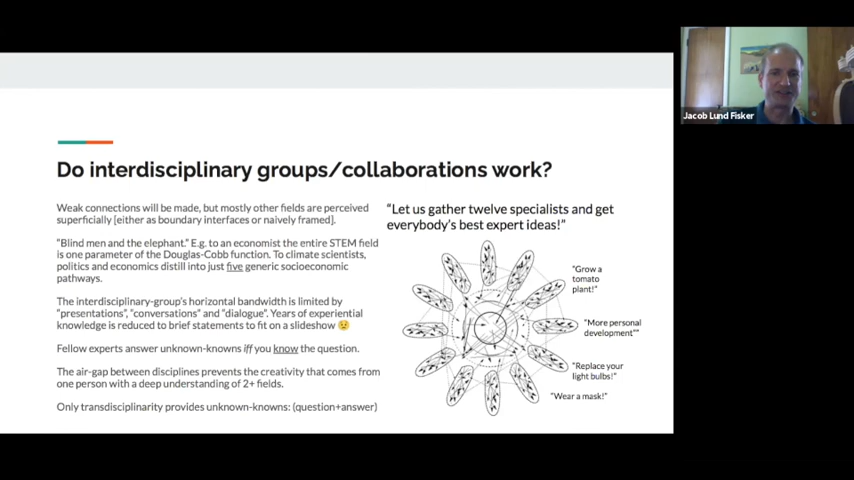 Do interdisciplinary groups/collaborations work?
Weak connections will be made, but mostly other fields are perceived
superficially [either as boundary interfaces or naively framed].
"Blind men and the elephant." E.g. to an economist the entire STEM field
is one parameter of the Douglas-Cobb function. To climate scientists,
politics and economics distill into just five generic socioeconomic
pathways.
The interdisciplinary-group's horizontal bandwidth is limited by
"presentations", "conversations" and "dialogue". Years of experiential
knowledge is reduced to brief statements to fit on a slideshow 😟
Fellow experts answer unknown-knowns iff you know the question.
The air-gap between disciplines prevents the creativity that comes from
one person with a deep understanding of 2+ fields.
Only transdisciplinarity provides unknown-knowns: (question+answer)
"Let us gather twelve specialists and get
everybody's best expert ideas!"
"Grow a
tomato
plant!"
"More personal
development""
"Replace your
light bulbs!"
"Wear a mask!"
Jacob Lund Fisker